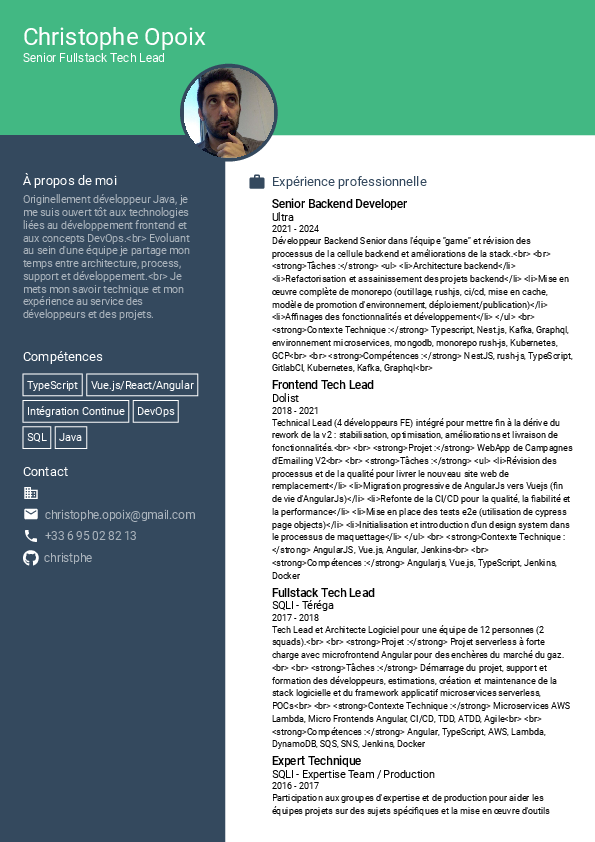 Christophe Opoix
Senior Fullstack Tech Lead
À propos de moi
Originellement développeur Java, je
me suis ouvert tôt aux technologies
liées au développement frontend et
aux concepts DevOps.<br> Evoluant
au sein d'une équipe je partage mon
temps entre architecture, process,
support et développement.<br> Je
mets mon savoir technique et mon
expérience au service des
développeurs et des projets.
Compétences
TypeScript
Vue.js/React/Angular
Intégration Continue
DevOps
SQL
Java
Contact
christophe.opoix@gmail.com
+33 6 95 02 82 13
christphe
Expérience professionnelle
Senior Backend Developer
Ultra
2021 - 2024
Développeur Backend Senior dans l'équipe "game" et révision des
processus de la cellule backend et améliorations de la stack.<br> <br>
<strong>Tâches :</strong> <ul> <li>Architecture backend</li>
<li>Refactorisation et assainissement des projets backend</li> <li>Mise en
œuvre complète de monorepo (outillage, rushjs, ci/cd, mise en cache,
modèle de promotion d'environnement, déploiement/publication)</li>
<li>Affinages des fonctionnalités et développement</li> </ul> <br>
<strong>Contexte Technique :</strong> Typescript, Nest.js, Kafka, Graphql,
environnement microservices, mongodb, monorepo rush-js, Kubernetes,
GCP<br> <br> <strong>Compétences :</strong> NestJS, rush-js, TypeScript,
GitlabCI, Kubernetes, Kafka, Graphql<br>
Frontend Tech Lead
Dolist
2018 - 2021
Technical Lead (4 développeurs FE) intégré pour mettre fin à la dérive du
rework de la v2 : stabilisation, optimisation, améliorations et livraison de
fonctionnalités.<br> <br> <strong>Projet :</strong> WebApp de Campagnes
d'Emailing V2<br> <br> <strong>Tâches :</strong> <ul> <li>Révision des
processus et de la qualité pour livrer le nouveau site web de
remplacement</li> <li>Migration progressive de AngularJs vers Vuejs (fin
de vie d'AngularJs)</li> <li>Refonte de la CI/CD pour la qualité, la fiabilité et
la performance</li> <li>Mise en place des tests e2e (utilisation de cypress
page objects)</li> <li>Initialisation et introduction d'un design system dans
le processus de maquettage</li> </ul> <br> <strong>Contexte Technique :
</strong> AngularJS, Vue.js, Angular, Jenkins<br> <br>
<strong>Compétences :</strong> Angularjs, Vue.js, TypeScript, Jenkins,
Docker
Fullstack Tech Lead
SQLI - Téréga
2017 - 2018
Tech Lead et Architecte Logiciel pour une équipe de 12 personnes (2
squads).<br> <br> <strong>Projet :</strong> Projet serverless à forte
charge avec microfrontend Angular pour des enchères du marché du gaz.
<br> <br> <strong>Tâches :</strong> Démarrage du projet, support et
formation des développeurs, estimations, création et maintenance de la
stack logicielle et du framework applicatif microservices serverless,
POCs<br> <br> <strong>Contexte Technique :</strong> Microservices AWS
Lambda, Micro Frontends Angular, CI/CD, TDD, ATDD, Agile<br> <br>
<strong>Compétences :</strong> Angular, TypeScript, AWS, Lambda,
DynamoDB, SQS, SNS, Jenkins, Docker
Expert Technique
SQLI - Expertise Team / Production
2016 - 2017
Participation aux groupes d'expertise et de production pour aider les
équipes projets sur des sujets spécifiques et la mise en œuvre d'outils